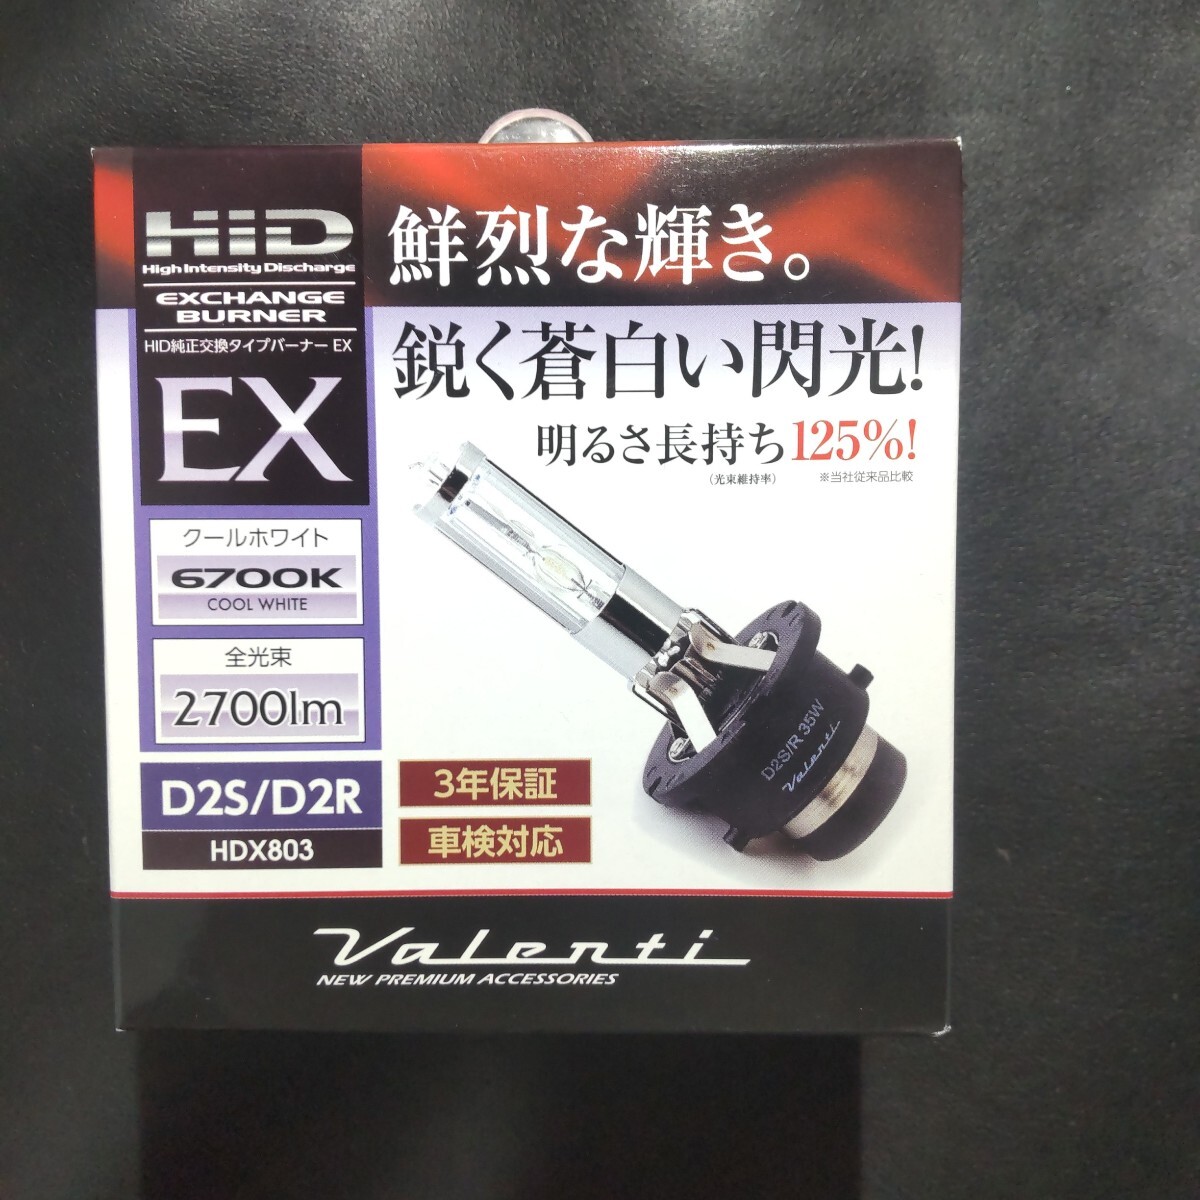 HiD
High Intensity Discharge
EXCHANGE
BURNER
HID純正交換タイプバーナー EX
EX
クールホワイト
6700K
COOL WHITE
全光束
2700lm
D2S/D2R
HDX803
鮮烈な輝き。
鋭く蒼白い閃光!
明るさ長持ち125%!
(光束維持率) ※当社従来品比較
D2S/R 35W
Valenti
3年保証
車検対応
Valenti
NEW PREMIUM ACCESSORIES